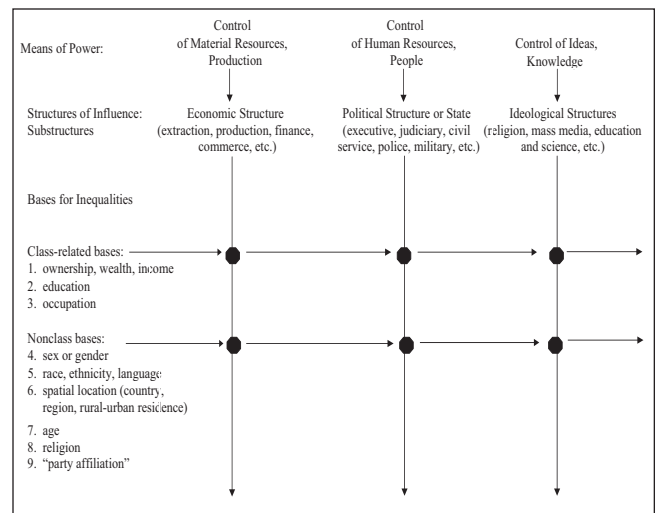 Means of Power:
Control
of Material Resources,
Production
Control
of Human Resources,
People
Control of Ideas,
Knowledge
Structures of Influence:
Substructures
Economic Structure
(extraction, production, finance,
commerce, etc.)
Political Structure or State
(executive, judiciary, civil
service, police, military, etc.)
Ideological Structures
(religion, mass media, education
and science, etc.)
Bases for Inequalities
Class-related bases:
1. ownership, wealth, income
2. education
3. occupation
Nonclass bases:
4. sex or gender
5. race, ethnicity, language
6. spatial location (country,
region, rural-urban residence)
7. age
8. religion
9. “party affiliation”